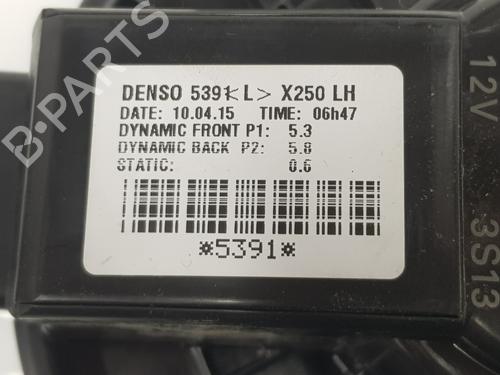 DENSO 5391<L> X250 LH
DATE: 10.04.15 TIME: 06h47
DYNAMIC FRONT P1: 5.3
DYNAMIC BACK P2: 5.8
STATIC: 0.6
*5391*
12V 3S13
B-PARTS